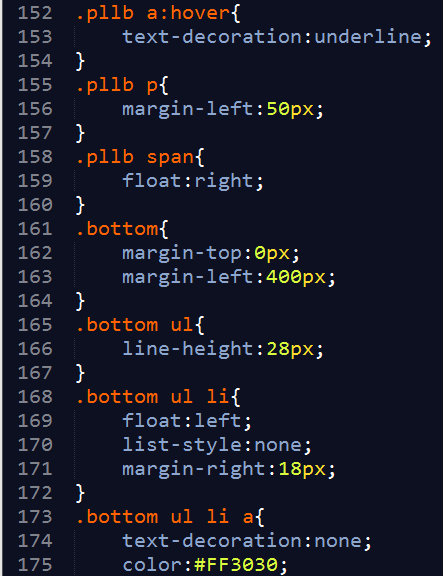 152 .pllb a:hover{
153     text-decoration:underline;
154 }
155 .pllb p{
156     margin-left:50px;
157 }
158 .pllb span{
159     float:right;
160 }
161 .bottom{
162     margin-top:0px;
163     margin-left:400px;
164 }
165 .bottom ul{
166     line-height:28px;
167 }
168 .bottom ul li{
169     float:left;
170     list-style:none;
171     margin-right:18px;
172 }
173 .bottom ul li a{
174     text-decoration:none;
175     color:#FF3030;